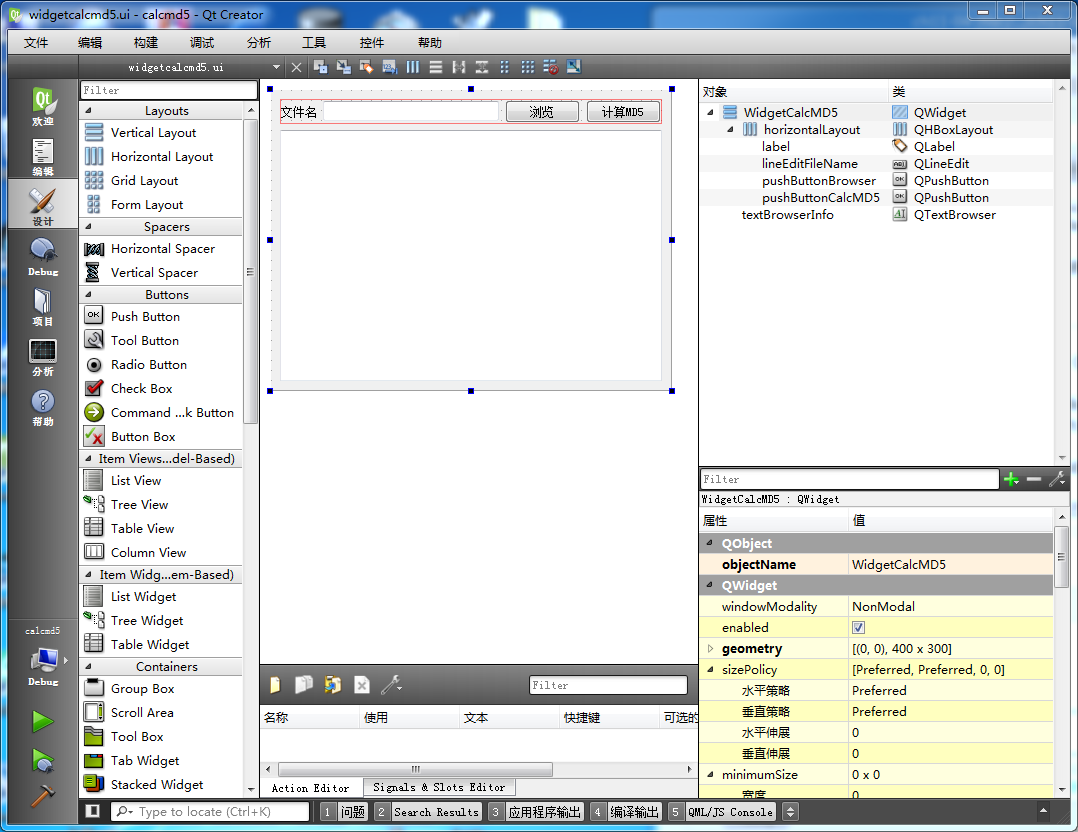 widgetcalcmd5.ui - calcmd5 - Qt Creator
文件 编辑 构建 调试 分析 工具 控件 帮助
widgetcalcmd5.ui
欢迎
编辑
设计
Debug
项目
分析
帮助
calcmd5
Debug
Filter
Layouts
Vertical Layout
Horizontal Layout
Grid Layout
Form Layout
Spacers
Horizontal Spacer
Vertical Spacer
Buttons
Push Button
Tool Button
Radio Button
Check Box
Command ...k Button
Button Box
Item Views...del-Based)
List View
Tree View
Table View
Column View
Item Widg...em-Based)
List Widget
Tree Widget
Table Widget
Containers
Group Box
Scroll Area
Tool Box
Tab Widget
Stacked Widget
文件名 浏览 计算MD5
Filter
名称 使用 文本 快捷键 可选的
Action Editor Signals & Slots Editor
对象 类
WidgetCalcMD5 QWidget
horizontalLayout QHBoxLayout
label QLabel
lineEditFileName QLineEdit
pushButtonBrowser QPushButton
pushButtonCalcMD5 QPushButton
textBrowserInfo QTextBrowser
Filter
WidgetCalcMD5 : QWidget
属性 值
QObject
objectName WidgetCalcMD5
QWidget
windowModality NonModal
enabled
geometry [(0, 0), 400 x 300]
sizePolicy [Preferred, Preferred, 0, 0]
水平策略 Preferred
垂直策略 Preferred
水平伸展 0
垂直伸展 0
minimumSize 0 x 0
宽度 0
Type to locate (Ctrl+K) 1 问题 2 Search Results 3 应用程序输出 4 编译输出 5 QML/JS Console